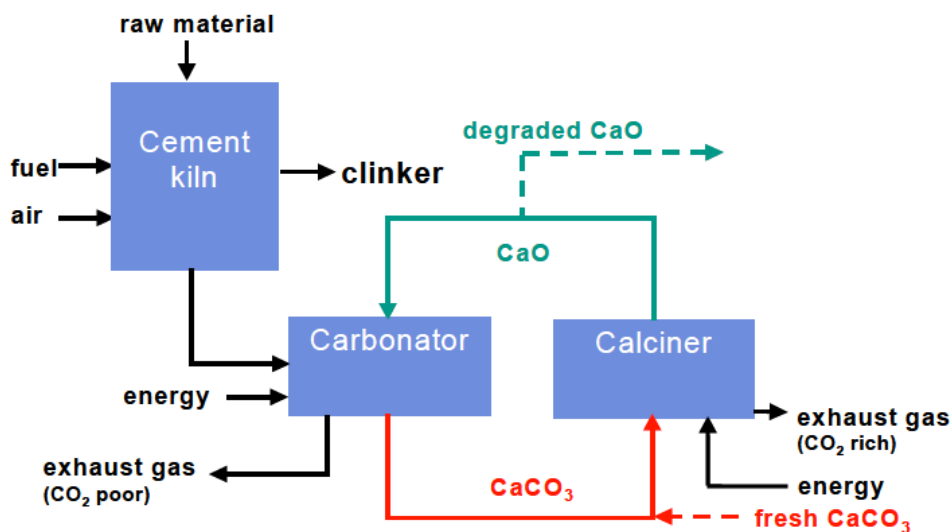 raw material
Cement
kiln
fuel
air
clinker
degraded CaO
CaO
Carbonator
Calciner
energy
exhaust gas
(CO₂ poor)
CaCO₃
exhaust gas
(CO₂ rich)
energy
fresh CaCO₃